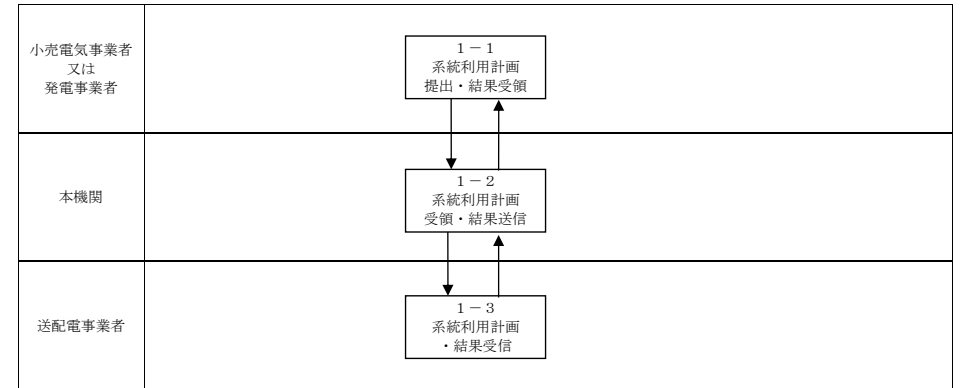 小売電気事業者
又は
発電事業者
１－１
系統利用計画
提出・結果受領
本機関
１－２
系統利用計画
受領・結果送信
送配電事業者
１－３
系統利用計画
・結果受信